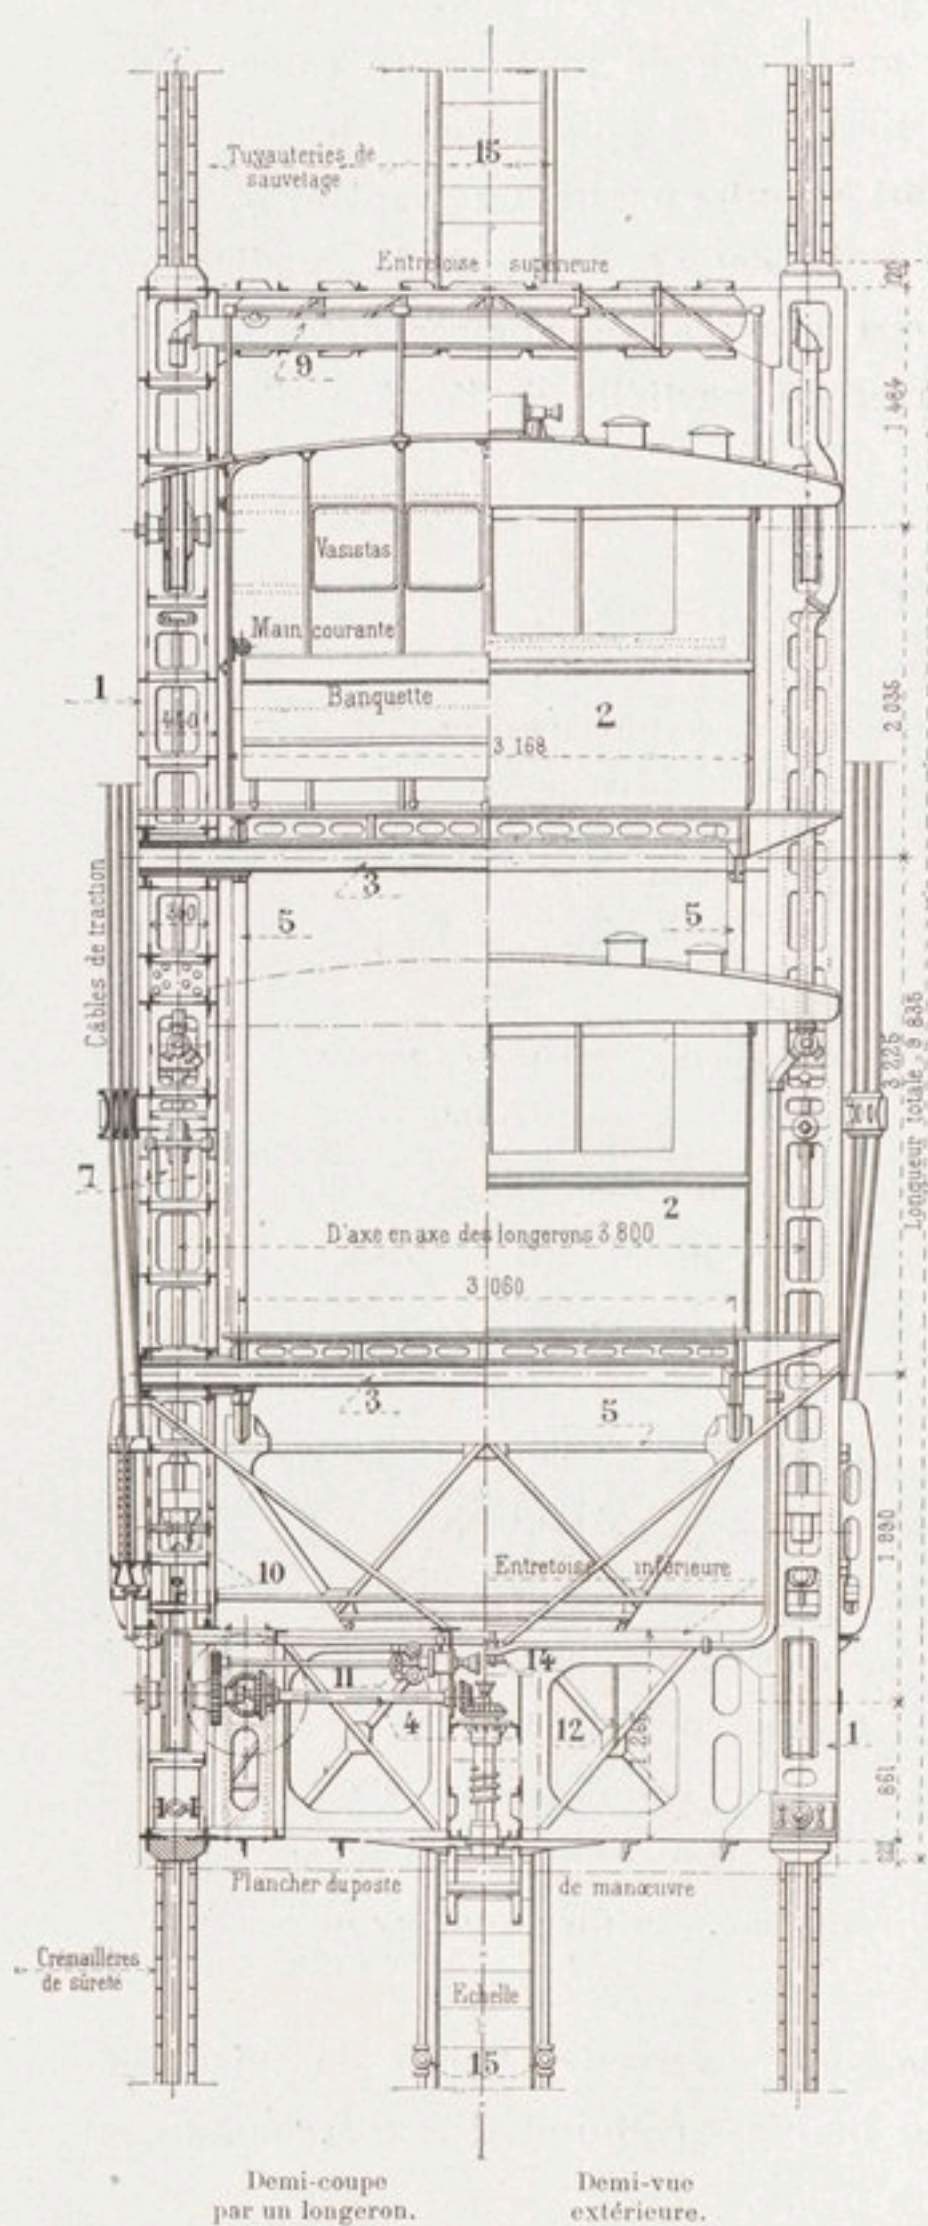 Tuyauteries de
sauvetage
15
Entretoise supérieure
120
9
1 484
Vasistas
Main courante
1
Banquette
2
2 035
3 168
3
Câbles de traction
5
5
3 225
Longueur totale, 9 835
7
2
D'axe en axe des longerons 3 800
3 060
3
5
1 990
10
Entretoise inférieure
11
14
4
12
1
861
Plancher du poste de manœuvre
Crémaillères
de sûreté
Echelle
15
Demi-coupe
par un longeron.
Demi-vue
extérieure.